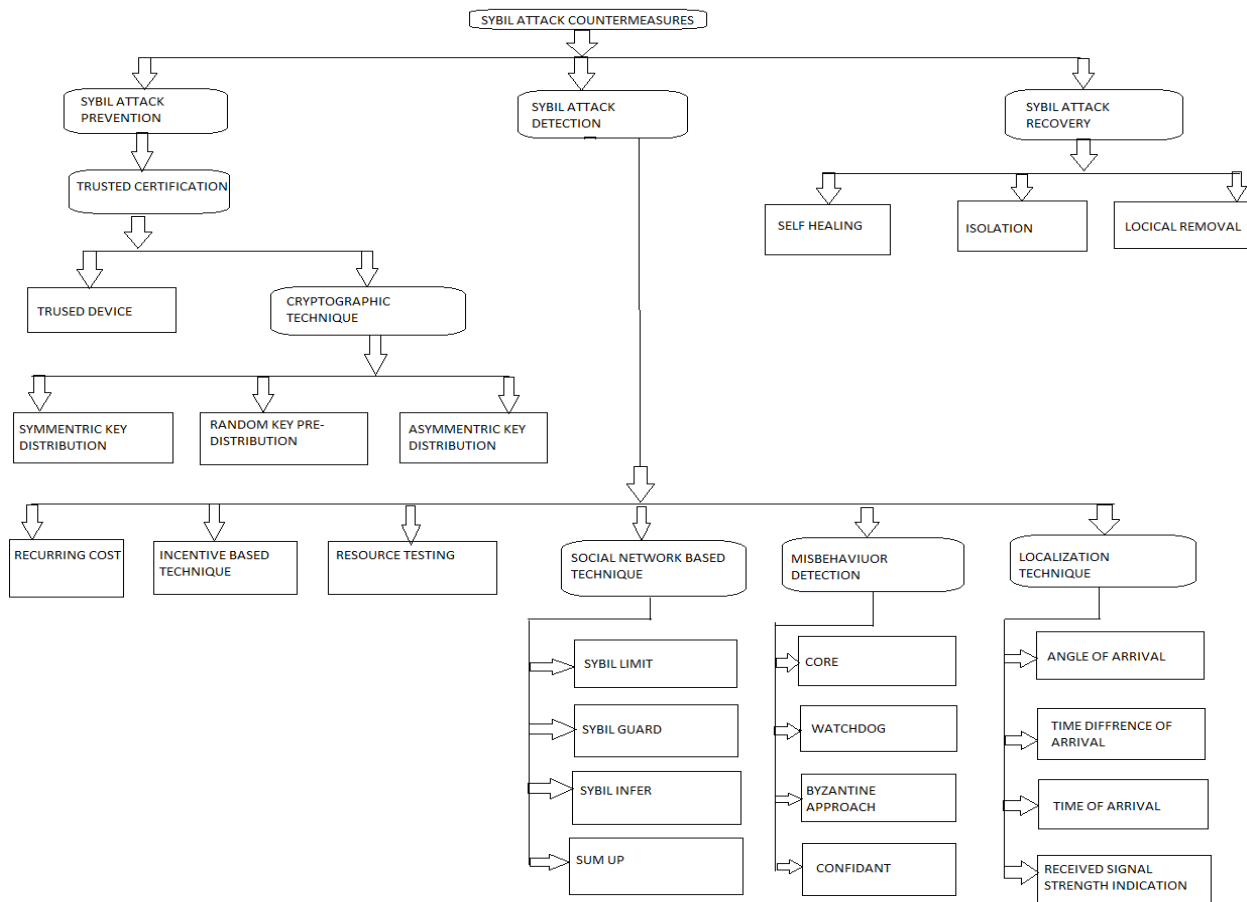 SYBIL ATTACK COUNTERMEASURES
SYBIL ATTACK
PREVENTION
SYBIL ATTACK
DETECTION
SYBIL ATTACK
RECOVERY
TRUSTED CERTIFICATION
SELF HEALING
ISOLATION
LOCICAL REMOVAL
TRUSED DEVICE
CRYPTOGRAPHIC
TECHNIQUE
SYMMENTRIC KEY
DISTRIBUTION
RANDOM KEY PRE-
DISTRIBUTION
ASYMMENTRIC KEY
DISTRIBUTION
RECURRING COST
INCENTIVE BASED
TECHNIQUE
RESOURCE TESTING
SOCIAL NETWORK BASED
TECHNIQUE
MISBEHAVIUOR
DETECTION
LOCALIZATION
TECHNIQUE
SYBIL LIMIT
SYBIL GUARD
SYBIL INFER
SUM UP
CORE
WATCHDOG
BYZANTINE
APPROACH
CONFIDANT
ANGLE OF ARRIVAL
TIME DIFFRENCE OF
ARRIVAL
TIME OF ARRIVAL
RECEIVED SIGNAL
STRENGTH INDICATION